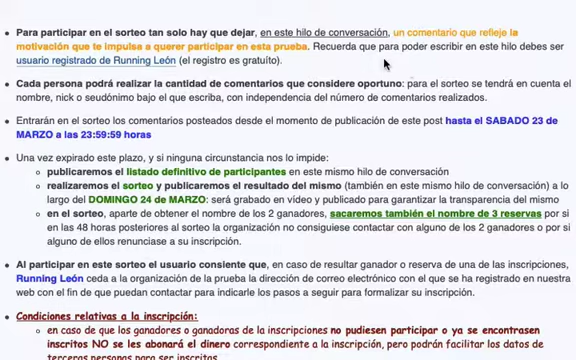 Para participar en el sorteo tan solo hay que dejar, en este hilo de conversación, un comentario que refleje la
motivación que te impulsa a querer participar en esta prueba. Recuerda que para poder escribir en este hilo debes ser
usuario registrado de Running León (el registro es gratuíto).
Cada persona podrá realizar la cantidad de comentarios que considere oportuno: para el sorteo se tendrá en cuenta el
nombre, nick o seudónimo bajo el que escriba, con independencia del número de comentarios realizados.
Entrarán en el sorteo los comentarios posteados desde el momento de publicación de este post hasta el SABADO 23 de
MARZO a las 23:59:59 horas
Una vez expirado este plazo, y si ninguna circunstancia nos lo impide:
publicaremos el listado definitivo de participantes en este mismo hilo de conversación
realizaremos el sorteo y publicaremos el resultado del mismo (también en este mismo hilo de conversación) a lo
largo del DOMINGO 24 de MARZO: será grabado en vídeo y publicado para garantizar la transparencia del mismo
en el sorteo, aparte de obtener el nombre de los 2 ganadores, sacaremos también el nombre de 3 reservas por si
en las 48 horas posteriores al sorteo la organización no consiguiese contactar con alguno de los 2 ganadores o por si
alguno de ellos renunciase a su inscripción.
Al participar en este sorteo el usuario consiente que, en caso de resultar ganador o reserva de una de las inscripciones,
Running León ceda a la organización de la prueba la dirección de correo electrónico con el que se ha registrado en nuestra
web con el fin de que puedan contactar para indicarle los pasos a seguir para formalizar su inscripción.
Condiciones relativas a la inscripción:
en caso de que los ganadores o ganadoras de la inscripciones no pudiesen participar o ya se encontrasen
inscritos NO se les abonará el dinero correspondiente a la inscripción, pero podrán facilitar los datos de
terceras personas para ser inscritas